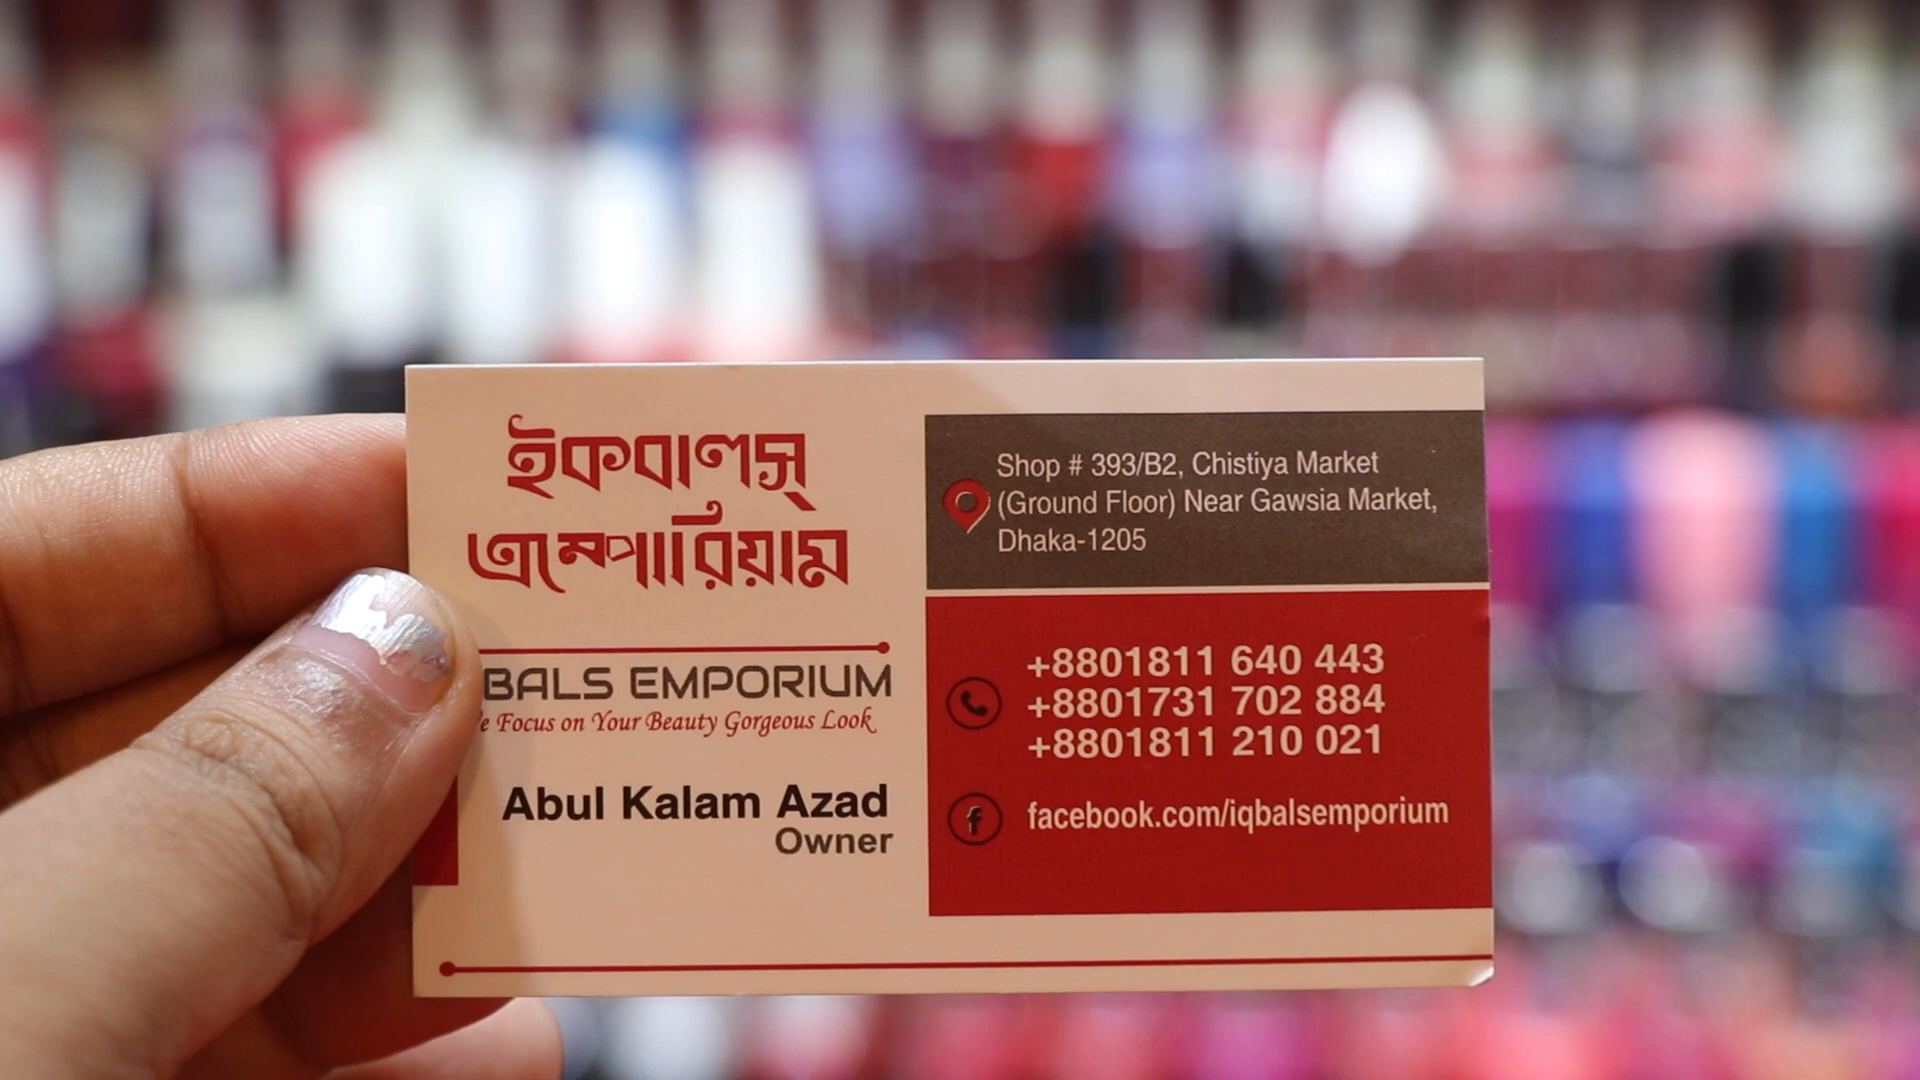 ইকবালস্
এম্পোরিয়াম
BALS EMPORIUM
e Focus on Your Beauty Gorgeous Look
Abul Kalam Azad
Owner
Shop # 393/B2, Chistiya Market
(Ground Floor) Near Gawsia Market,
Dhaka-1205
+8801811 640 443
+8801731 702 884
+8801811 210 021
facebook.com/iqbalsemporium